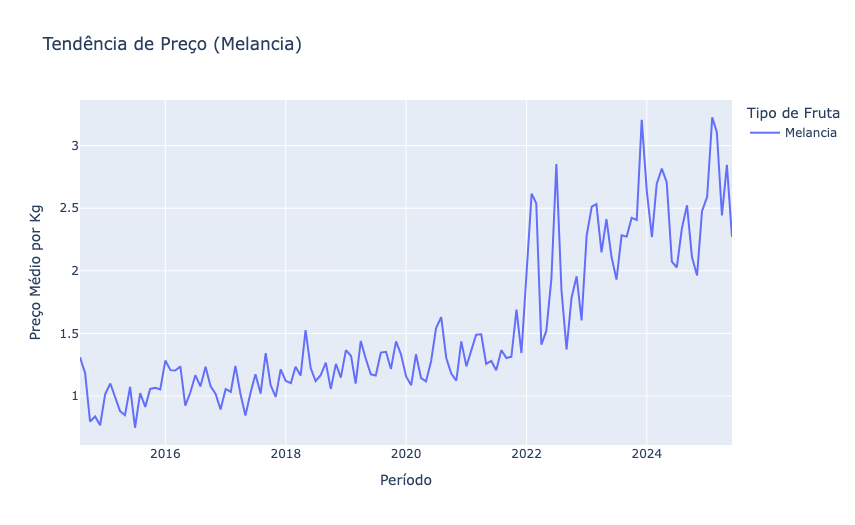 Tendência de Preço (Melancia)
Tipo de Fruta
Melancia
Preço Médio por Kg
3
2.5
2
1.5
1
2016
2018
2020
2022
2024
Período